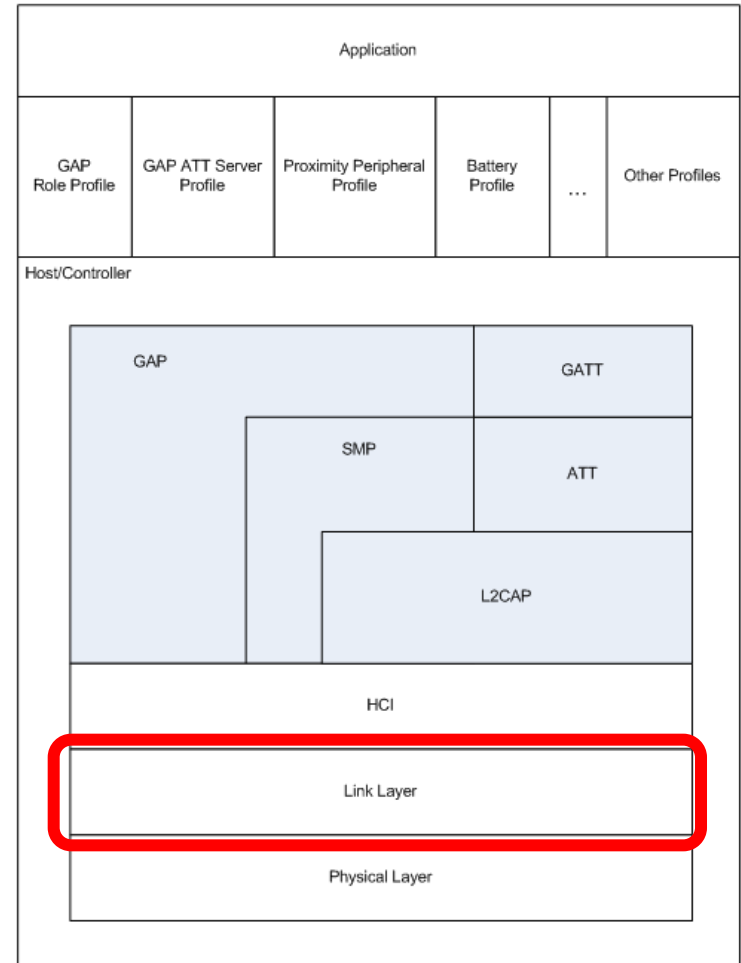 Application
GAP
Role Profile
GAP ATT Server
Profile
Proximity Peripheral
Profile
Battery
Profile
...
Other Profiles
Host/Controller
GAP
GATT
SMP
ATT
L2CAP
HCI
Link Layer
Physical Layer